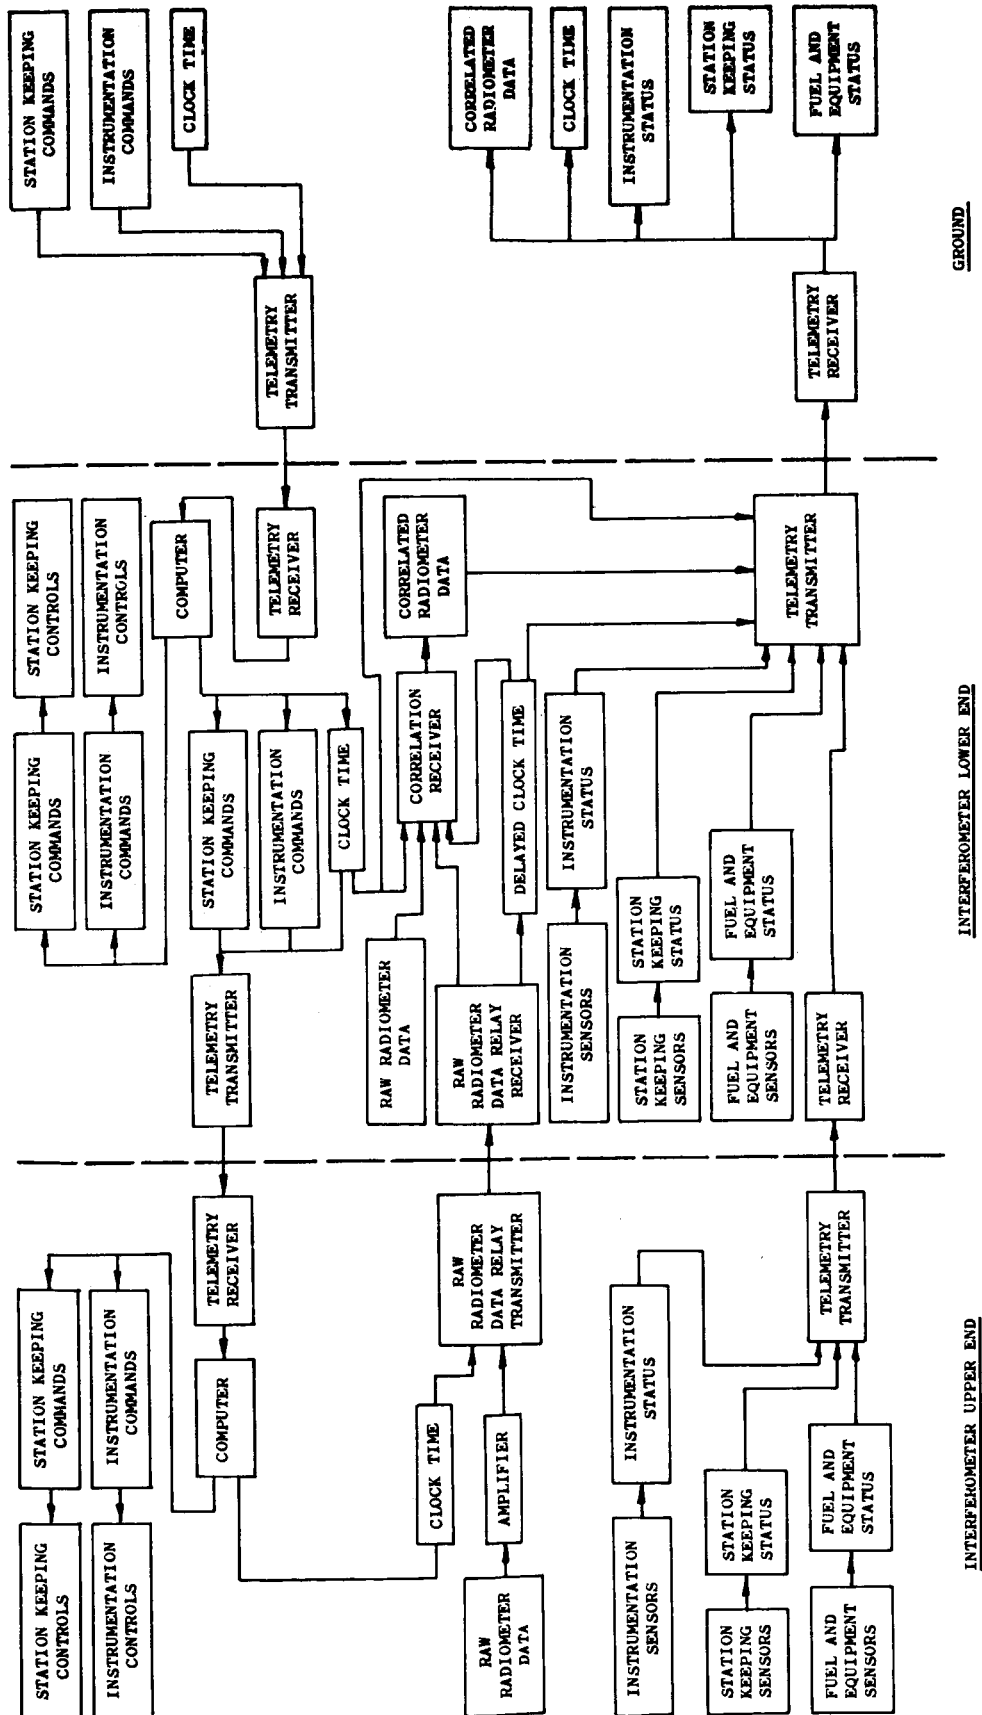 STATION KEEPING
COMMANDS
INSTRUMENTATION
COMMANDS
CLOCK TIME
TELEMETRY
TRANSMITTER
CORRELATED
RADIOMETER
DATA
CLOCK TIME
INSTRUMENTATION
STATUS
STATION
KEEPING
STATUS
FUEL AND
EQUIPMENT
STATUS
TELEMETRY
RECEIVER
GROUND
STATION KEEPING
CONTROLS
INSTRUMENTATION
CONTROLS
COMPUTER
TELEMETRY
RECEIVER
STATION KEEPING
COMMANDS
INSTRUMENTATION
COMMANDS
STATION KEEPING
COMMANDS
INSTRUMENTATION
COMMANDS
CLOCK TIME
TELEMETRY
TRANSMITTER
CORRELATED
RADIOMETER
DATA
CORRELATION
RECEIVER
DELAYED CLOCK TIME
RAW RADIOMETER
DATA
RAW
RADIOMETER
DATA RELAY
RECEIVER
INSTRUMENTATION
STATUS
INSTRUMENTATION
SENSORS
STATION
KEEPING
STATUS
STATION
KEEPING
SENSORS
FUEL AND
EQUIPMENT
STATUS
FUEL AND
EQUIPMENT
SENSORS
TELEMETRY
TRANSMITTER
TELEMETRY
RECEIVER
INTERFEROMETER LOWER END
TELEMETRY
RECEIVER
STATION KEEPING
COMMANDS
INSTRUMENTATION
COMMANDS
COMPUTER
STATION KEEPING
CONTROLS
INSTRUMENTATION
CONTROLS
RAW
RADIOMETER
DATA RELAY
TRANSMITTER
CLOCK TIME
AMPLIFIER
RAW
RADIOMETER
DATA
INSTRUMENTATION
STATUS
INSTRUMENTATION
SENSORS
TELEMETRY
TRANSMITTER
STATION
KEEPING
STATUS
STATION
KEEPING
SENSORS
FUEL AND
EQUIPMENT
STATUS
FUEL AND
EQUIPMENT
SENSORS
INTERFEROMETER UPPER END